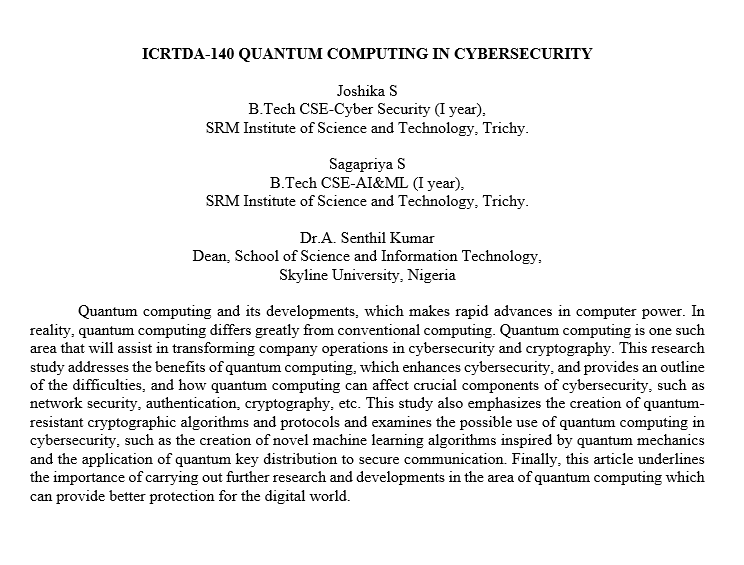 ICRTDA-140 QUANTUM COMPUTING IN CYBERSECURITY
Joshika S
B.Tech CSE-Cyber Security (I year),
SRM Institute of Science and Technology, Trichy.
Sagapriya S
B.Tech CSE-AI&ML (I year),
SRM Institute of Science and Technology, Trichy.
Dr.A. Senthil Kumar
Dean, School of Science and Information Technology,
Skyline University, Nigeria
Quantum computing and its developments, which makes rapid advances in computer power. In
reality, quantum computing differs greatly from conventional computing. Quantum computing is one such
area that will assist in transforming company operations in cybersecurity and cryptography. This research
study addresses the benefits of quantum computing, which enhances cybersecurity, and provides an outline
of the difficulties, and how quantum computing can affect crucial components of cybersecurity, such as
network security, authentication, cryptography, etc. This study also emphasizes the creation of quantum-
resistant cryptographic algorithms and protocols and examines the possible use of quantum computing in
cybersecurity, such as the creation of novel machine learning algorithms inspired by quantum mechanics
and the application of quantum key distribution to secure communication. Finally, this article underlines
the importance of carrying out further research and developments in the area of quantum computing which
can provide better protection for the digital world.